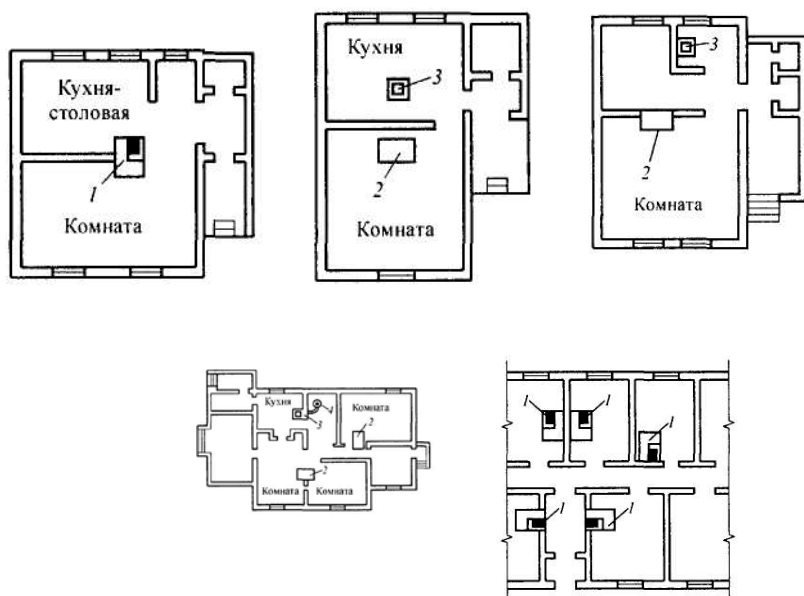 Кухня-
столовая
1
Комната
Кухня
3
2
Комната
3
2
Комната
Кухня
4
3
Комната
2
2
Комната
Комната
1
1
1
1
1